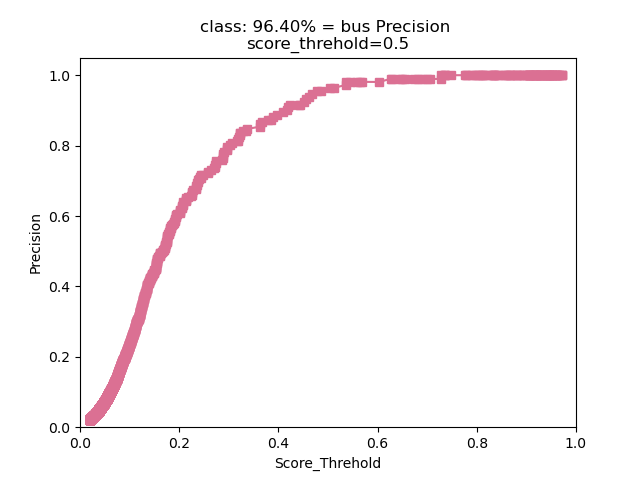 class: 96.40% = bus Precision
score_threhold=0.5
1.0
0.8
0.6
0.4
0.2
0.0
Precision
0.0 0.2 0.4 0.6 0.8 1.0
Score_Threhold